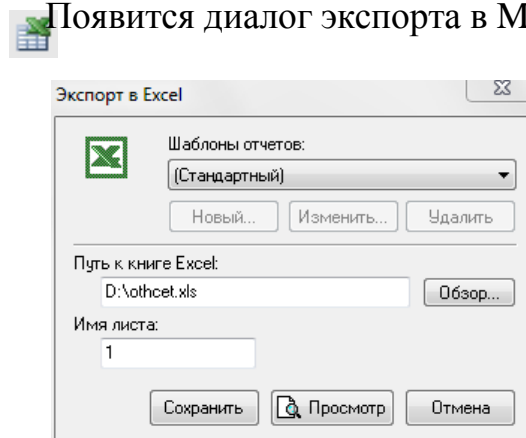 Появится диалог экспорта в M
Экспорт в Excel
Шаблоны отчетов:
(Стандартный)
Новый... Изменить... Удалить
Путь к книге Excel:
D:\othcet.xls Обзор...
Имя листа:
1
Сохранить Просмотр Отмена